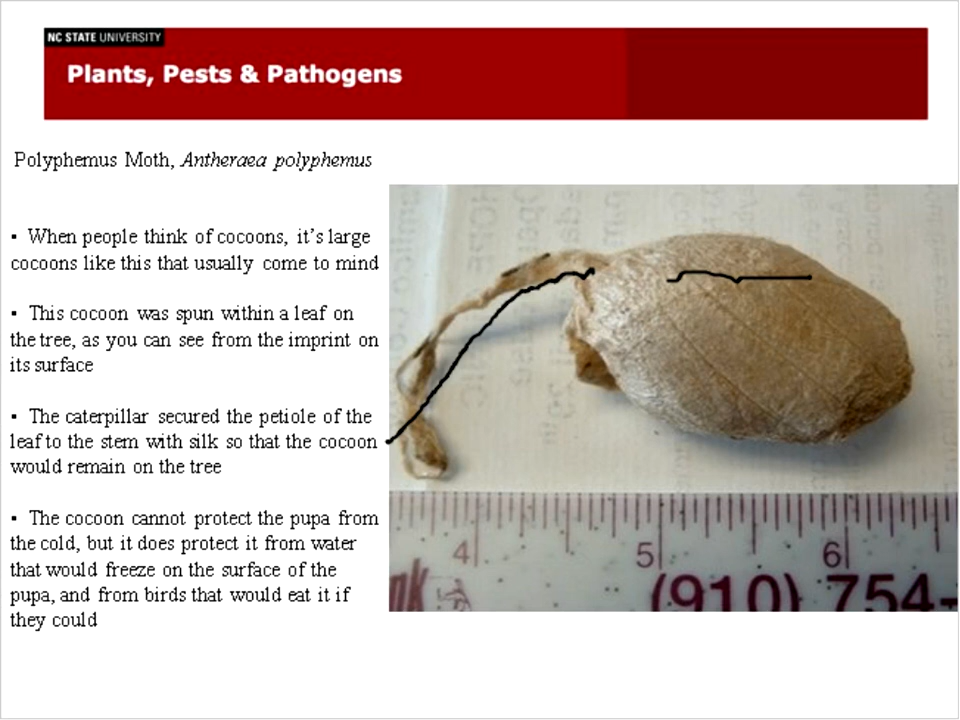 NC STATE UNIVERSITY
Plants, Pests & Pathogens
Polyphemus Moth, Antheraea polyphemus
▪ When people think of cocoons, it’s large
cocoons like this that usually come to mind
▪ This cocoon was spun within a leaf on
the tree, as you can see from the imprint on
its surface
▪ The caterpillar secured the petiole of the
leaf to the stem with silk so that the cocoon
would remain on the tree
▪ The cocoon cannot protect the pupa from
the cold, but it does protect it from water
that would freeze on the surface of the
pupa, and from birds that would eat it if
they could
4 5 6
(910) 754-